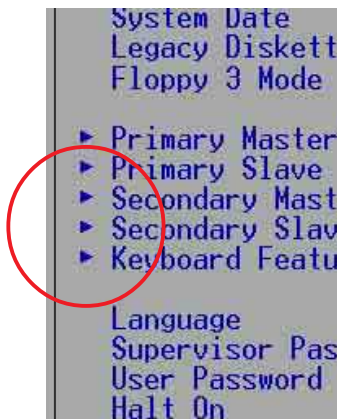 System Date
Legacy Diskett
Floppy 3 Mode
Primary Master
Primary Slave
Secondary Mast
Secondary Slav
Keyboard Featu
Language
Supervisor Pas
User Password
Halt On